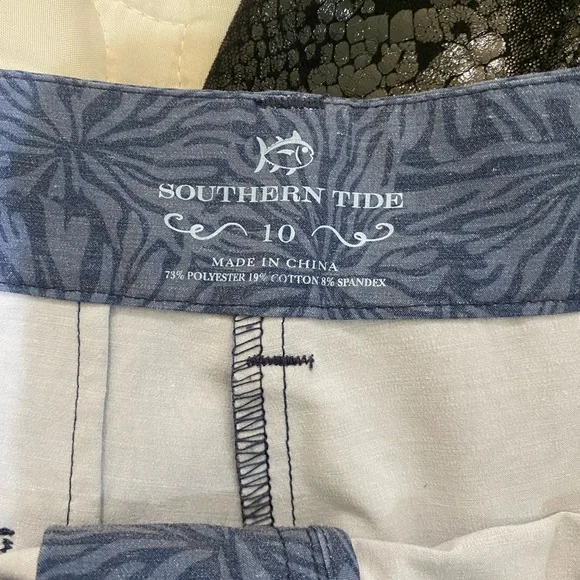 SOUTHERN TIDE
10
MADE IN CHINA
73% POLYESTER 19% COTTON 8% SPANDEX